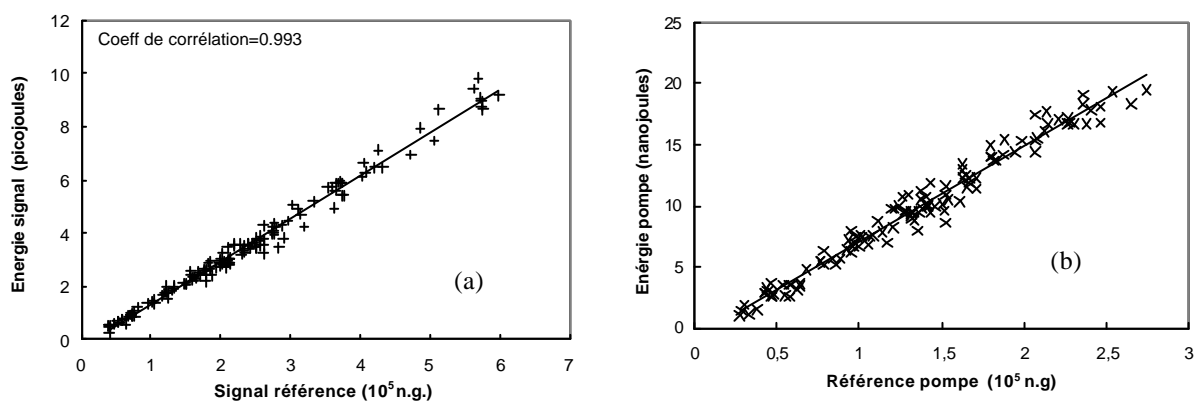 Coeff de corrélation=0.993
Energie signal (picojoules)
12
10
8
6
4
2
0
0 1 2 3 4 5 6 7
Signal référence (10⁵ n.g.)
(a)
Enérgie pompe (nanojoules)
25
20
15
10
5
0
0 0,5 1 1,5 2 2,5 3
Référence pompe (10⁵ n.g)
(b)